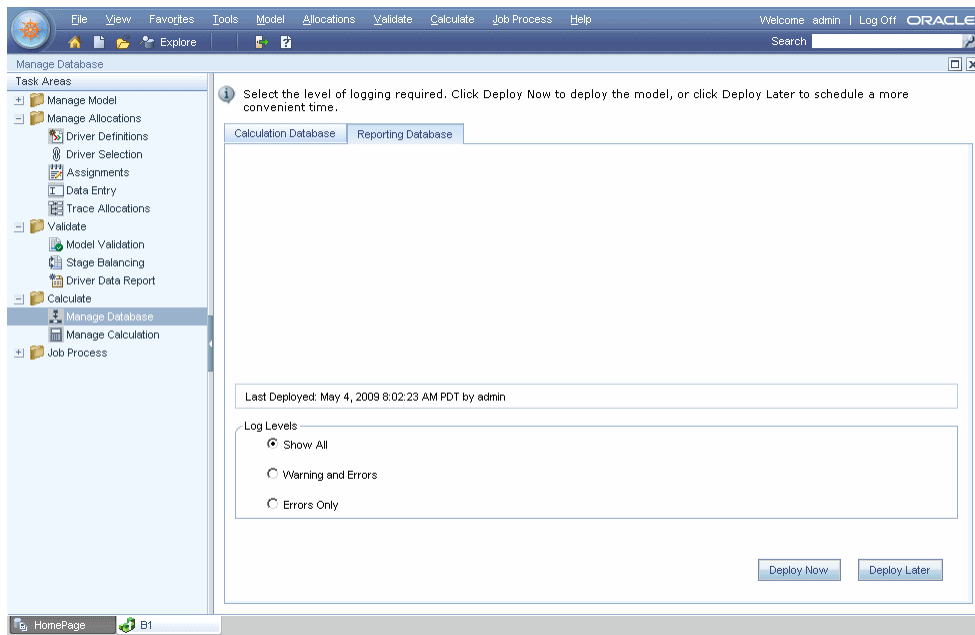 File View Favorites Tools Model Allocations Validate Calculate Job Process Help Welcome admin | Log Off ORACLE
Explore Search
Manage Database
Task Areas
Manage Model
Manage Allocations
Driver Definitions
Driver Selection
Assignments
Data Entry
Trace Allocations
Validate
Model Validation
Stage Balancing
Driver Data Report
Calculate
Manage Database
Manage Calculation
Job Process
Select the level of logging required. Click Deploy Now to deploy the model, or click Deploy Later to schedule a more
convenient time.
Calculation Database Reporting Database
Last Deployed: May 4, 2009 8:02:23 AM PDT by admin
Log Levels
Show All
Warning and Errors
Errors Only
Deploy Now Deploy Later
HomePage B1